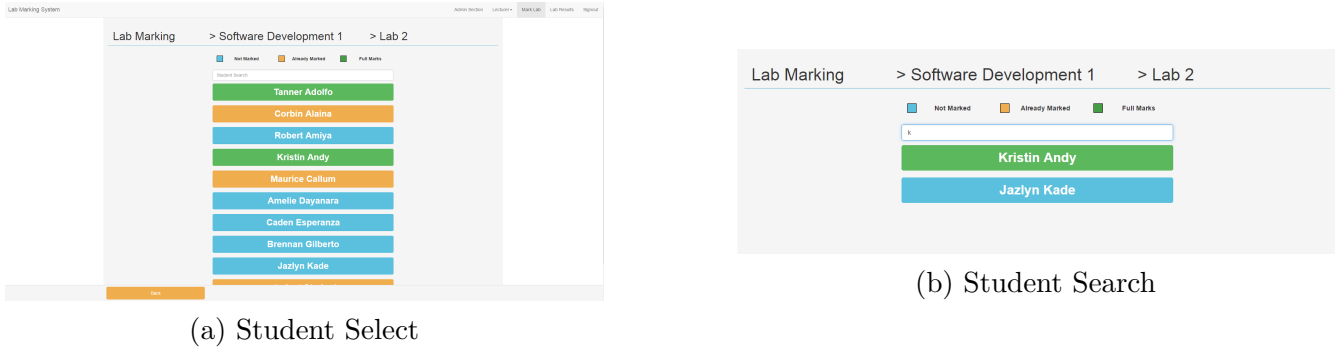 Lab Marking System Admin Section Lecturer Mark Lab Lab Results Signout
Lab Marking > Software Development 1 > Lab 2
Not Marked Already Marked Full Marks
Student Search
Tanner Adolfo
Corbin Alaina
Robert Amiya
Kristin Andy
Maurice Callum
Amelie Dayanara
Caden Esperanza
Brennan Gilberto
Jazlyn Kade
Back
(a) Student Select
Lab Marking > Software Development 1 > Lab 2
Not Marked Already Marked Full Marks
k
Kristin Andy
Jazlyn Kade
(b) Student Search